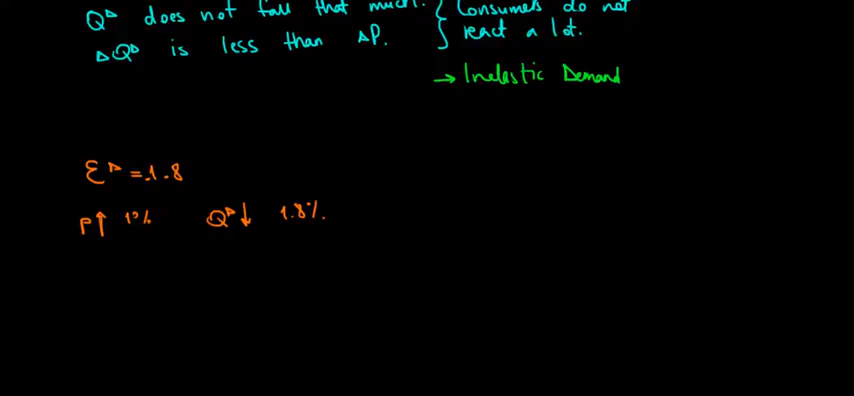 Qᴰ does not fall that much. } Consumers do not
ΔQᴰ is less than ΔP. } react a lot.
→ Inelastic Demand
Ɛᴰ = -1.8
P↑ 1% Qᴰ↓ 1.8%.